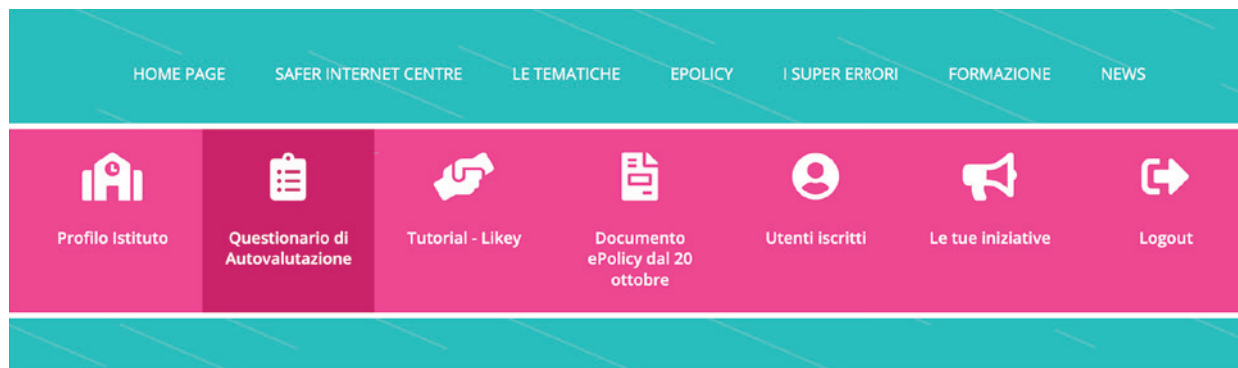 HOME PAGE SAFER INTERNET CENTRE LE TEMATICHE EPOLICY I SUPER ERRORI FORMAZIONE NEWS
Profilo Istituto
Questionario di
Autovalutazione
Tutorial - Likey
Documento
ePolicy dal 20
ottobre
Utenti iscritti
Le tue iniziative
Logout